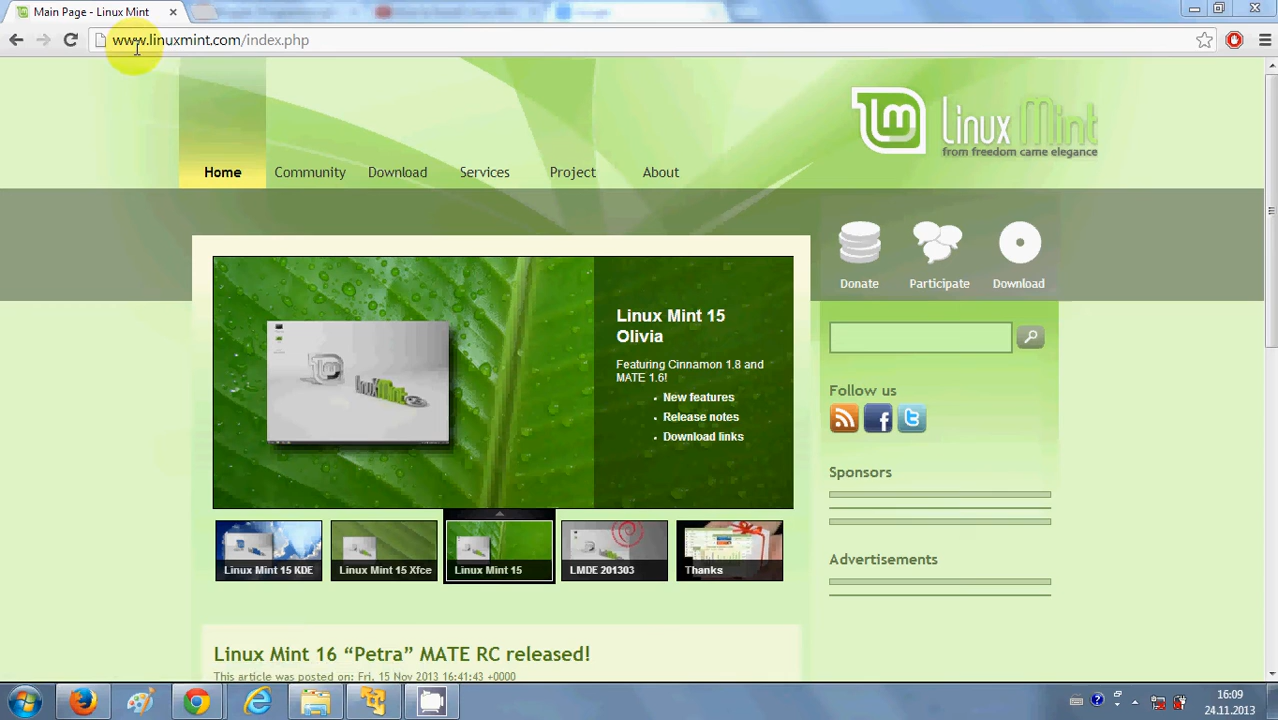 Main Page - Linux Mint
www.linuxmint.com/index.php
Linux Mint
from freedom came elegance
Home
Community
Download
Services
Project
About
Donate
Participate
Download
Linux Mint 15
Olivia
Featuring Cinnamon 1.8 and
MATE 1.6!
New features
Release notes
Download links
Follow us
Sponsors
Advertisements
Linux Mint 15 KDE
Linux Mint 15 Xfce
Linux Mint 15
LMDE 201303
Thanks
Linux Mint 16 “Petra” MATE RC released!
This article was posted on: Fri, 15 Nov 2013 16:41:43 +0000
16:09
24.11.2013